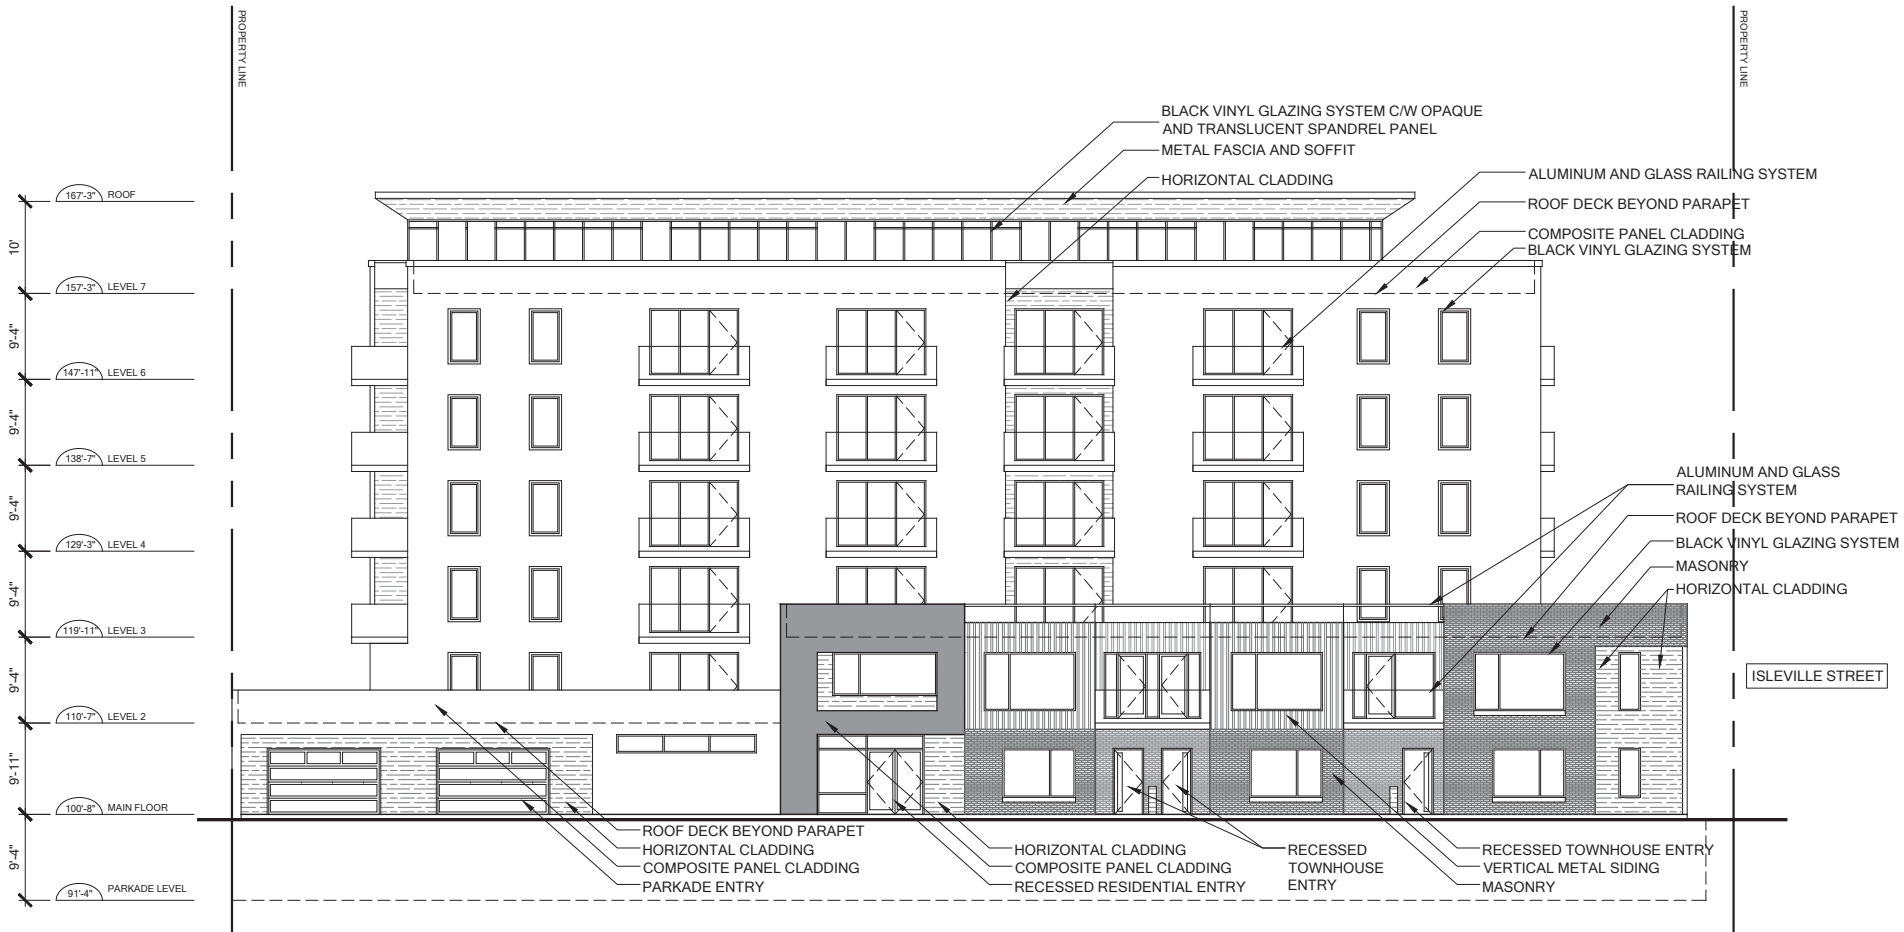 PROPERTY LINE
PROPERTY LINE
BLACK VINYL GLAZING SYSTEM C/W OPAQUE
AND TRANSLUCENT SPANDREL PANEL
METAL FASCIA AND SOFFIT
HORIZONTAL CLADDING
ALUMINUM AND GLASS RAILING SYSTEM
ROOF DECK BEYOND PARAPET
COMPOSITE PANEL CLADDING
BLACK VINYL GLAZING SYSTEM
167'-3" ROOF
10'
157'-3" LEVEL 7
9'-4"
147'-11" LEVEL 6
9'-4"
138'-7" LEVEL 5
9'-4"
129'-3" LEVEL 4
9'-4"
119'-11" LEVEL 3
9'-4"
110'-7" LEVEL 2
9'-11"
100'-8" MAIN FLOOR
9'-4"
91'-4" PARKADE LEVEL
ALUMINUM AND GLASS
RAILING SYSTEM
ROOF DECK BEYOND PARAPET
BLACK VINYL GLAZING SYSTEM
MASONRY
HORIZONTAL CLADDING
ISLEVILLE STREET
ROOF DECK BEYOND PARAPET
HORIZONTAL CLADDING
COMPOSITE PANEL CLADDING
PARKADE ENTRY
HORIZONTAL CLADDING
COMPOSITE PANEL CLADDING
RECESSED RESIDENTIAL ENTRY
RECESSED
TOWNHOUSE
ENTRY
RECESSED TOWNHOUSE ENTRY
VERTICAL METAL SIDING
MASONRY